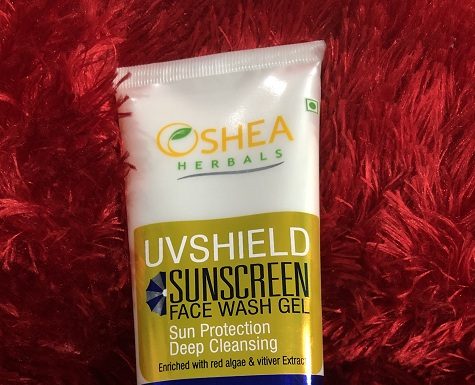 OSHEA
HERBALS
UVSHIELD
SUNSCREEN
FACE WASH GEL
Sun Protection
Deep Cleansing
Enriched with red algae & vitiver Extract